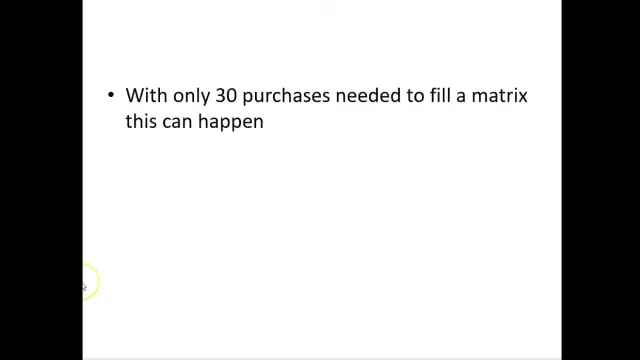 • With only 30 purchases needed to fill a matrix
this can happen